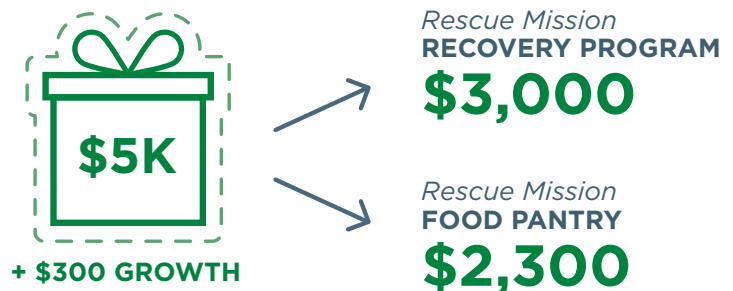 $5K
+ $300 GROWTH
Rescue Mission
RECOVERY PROGRAM
$3,000
Rescue Mission
FOOD PANTRY
$2,300